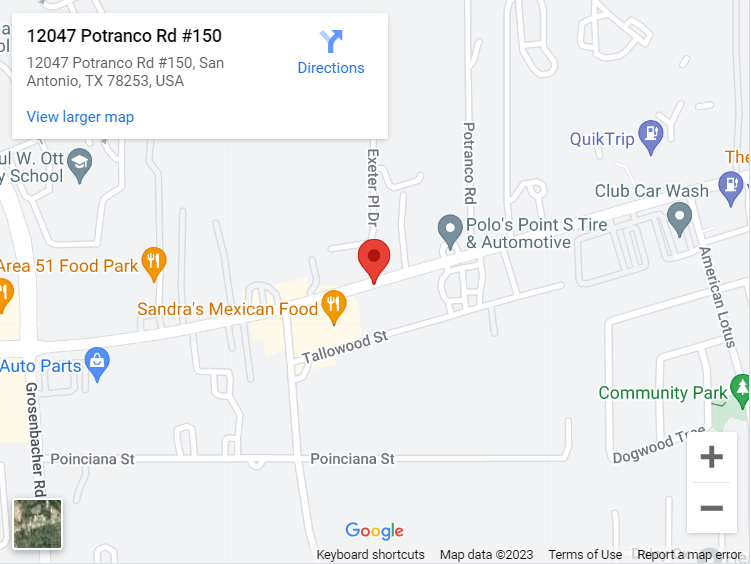 12047 Potranco Rd #150
12047 Potranco Rd #150, San
Antonio, TX 78253, USA
Directions
View larger map
QuikTrip
Potranco Rd
Exeter Pl Dr
ul W. Ott
y School
The
Club Car Wash
Polo's Point S Tire
& Automotive
Area 51 Food Park
American Lotus
Sandra's Mexican Food
Tallowood St
Auto Parts
Grosenbacher Rd
Community Park
Dogwood Tree
Poinciana St
Poinciana St
Google
Keyboard shortcuts
Map data ©2023
Terms of Use
Report a map error